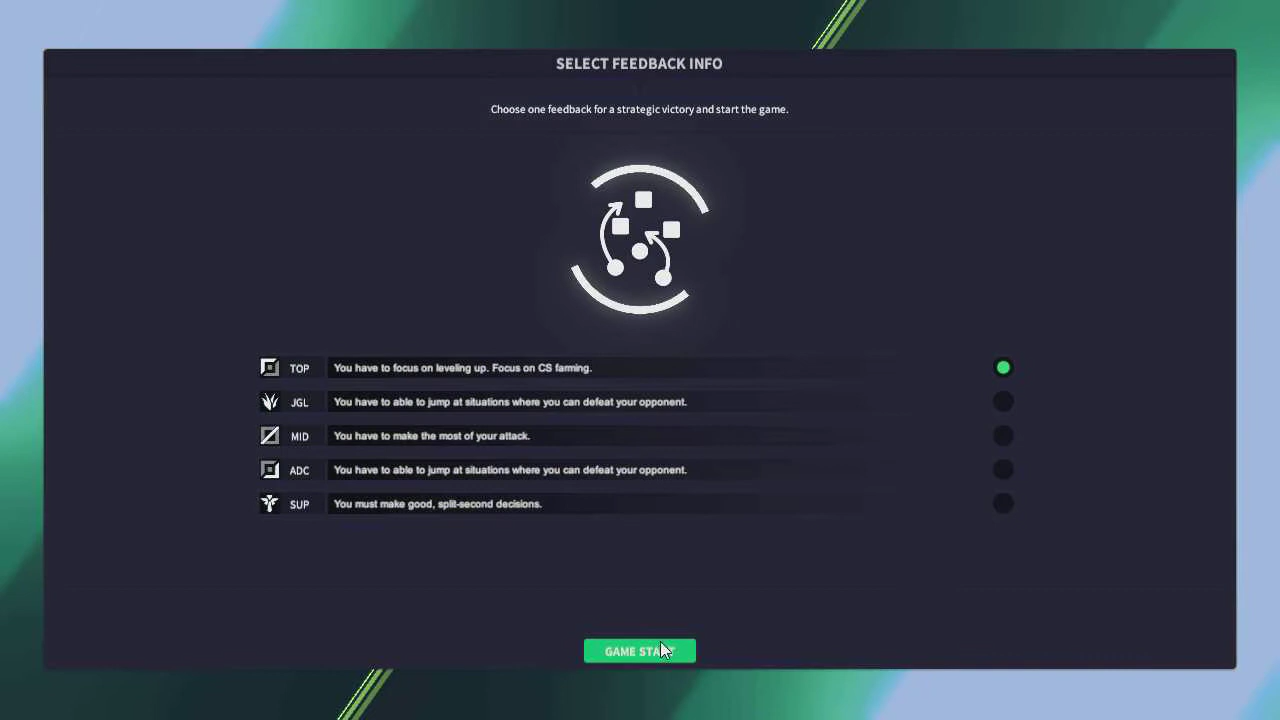 SELECT FEEDBACK INFO
Choose one feedback for a strategic victory and start the game.
TOP You have to focus on leveling up. Focus on CS farming.
JGL You have to able to jump at situations where you can defeat your opponent.
MID You have to make the most of your attack.
ADC You have to able to jump at situations where you can defeat your opponent.
SUP You must make good, split-second decisions.
GAME START